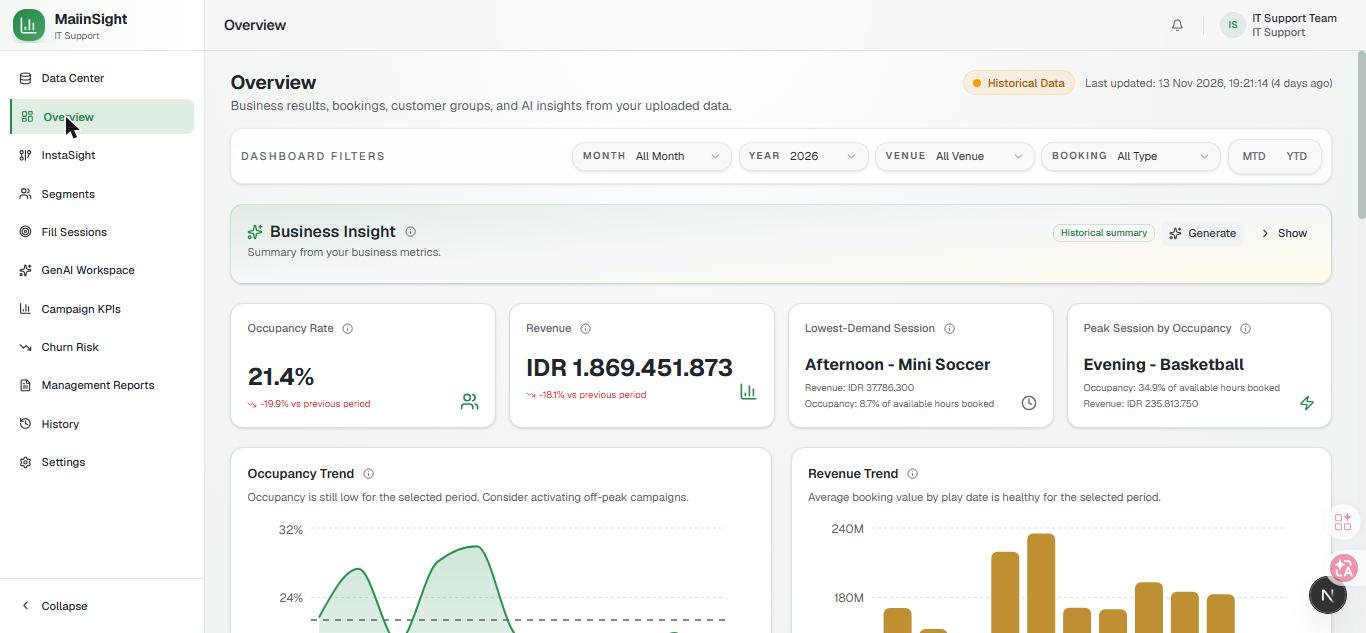 MaiinSight
IT Support
Overview
IS
IT Support Team
IT Support
Data Center
Overview
InstaSight
Segments
Fill Sessions
GenAI Workspace
Campaign KPIs
Churn Risk
Management Reports
History
Settings
Collapse
Overview
Business results, bookings, customer groups, and AI insights from your uploaded data.
Historical Data
Last updated: 13 Nov 2026, 19:21:14 (4 days ago)
DASHBOARD FILTERS
MONTH All Month
YEAR 2026
VENUE All Venue
BOOKING All Type
MTD YTD
Business Insight
Summary from your business metrics.
Historical summary
Generate
Show
Occupancy Rate
21.4%
-19.9% vs previous period
Revenue
IDR 1.869.451.873
-18.1% vs previous period
Lowest-Demand Session
Afternoon - Mini Soccer
Revenue: IDR 37.786.300
Occupancy: 8.7% of available hours booked
Peak Session by Occupancy
Evening - Basketball
Occupancy: 34.9% of available hours booked
Revenue: IDR 235.813.750
Occupancy Trend
Occupancy is still low for the selected period. Consider activating off-peak campaigns.
32%
24%
Revenue Trend
Average booking value by play date is healthy for the selected period.
240M
180M
A
N